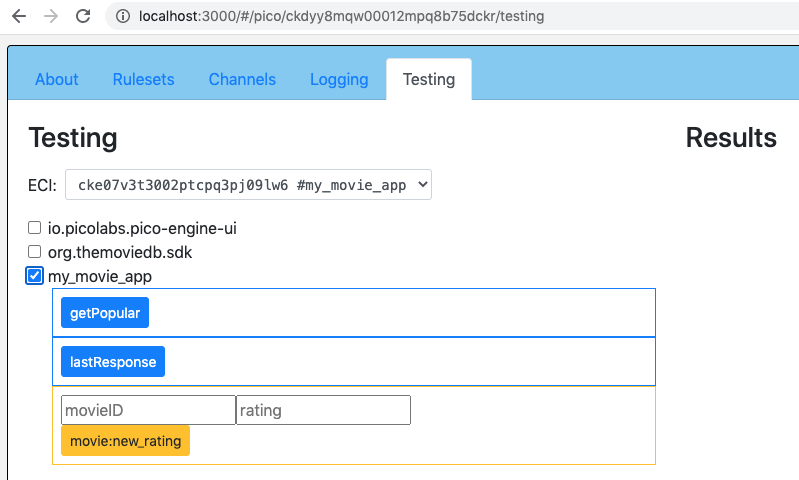 localhost:3000/#/pico/ckdyy8mqw00012mpq8b75dckr/testing
About Rulesets Channels Logging Testing
Testing Results
ECI: cke07v3t3002ptcpq3pj09lw6 #my_movie_app
io.picolabs.pico-engine-ui
org.themoviedb.sdk
my_movie_app
getPopular
lastResponse
movieID rating
movie:new_rating